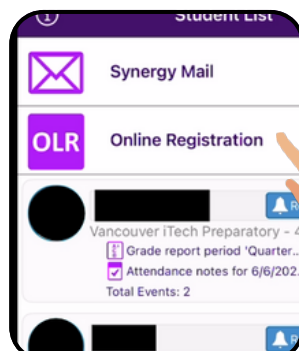 Student List
Synergy Mail
OLR Online Registration
Vancouver iTech Preparatory - 4
Grade report period 'Quarter...
Attendance notes for 6/6/202.
Total Events: 2